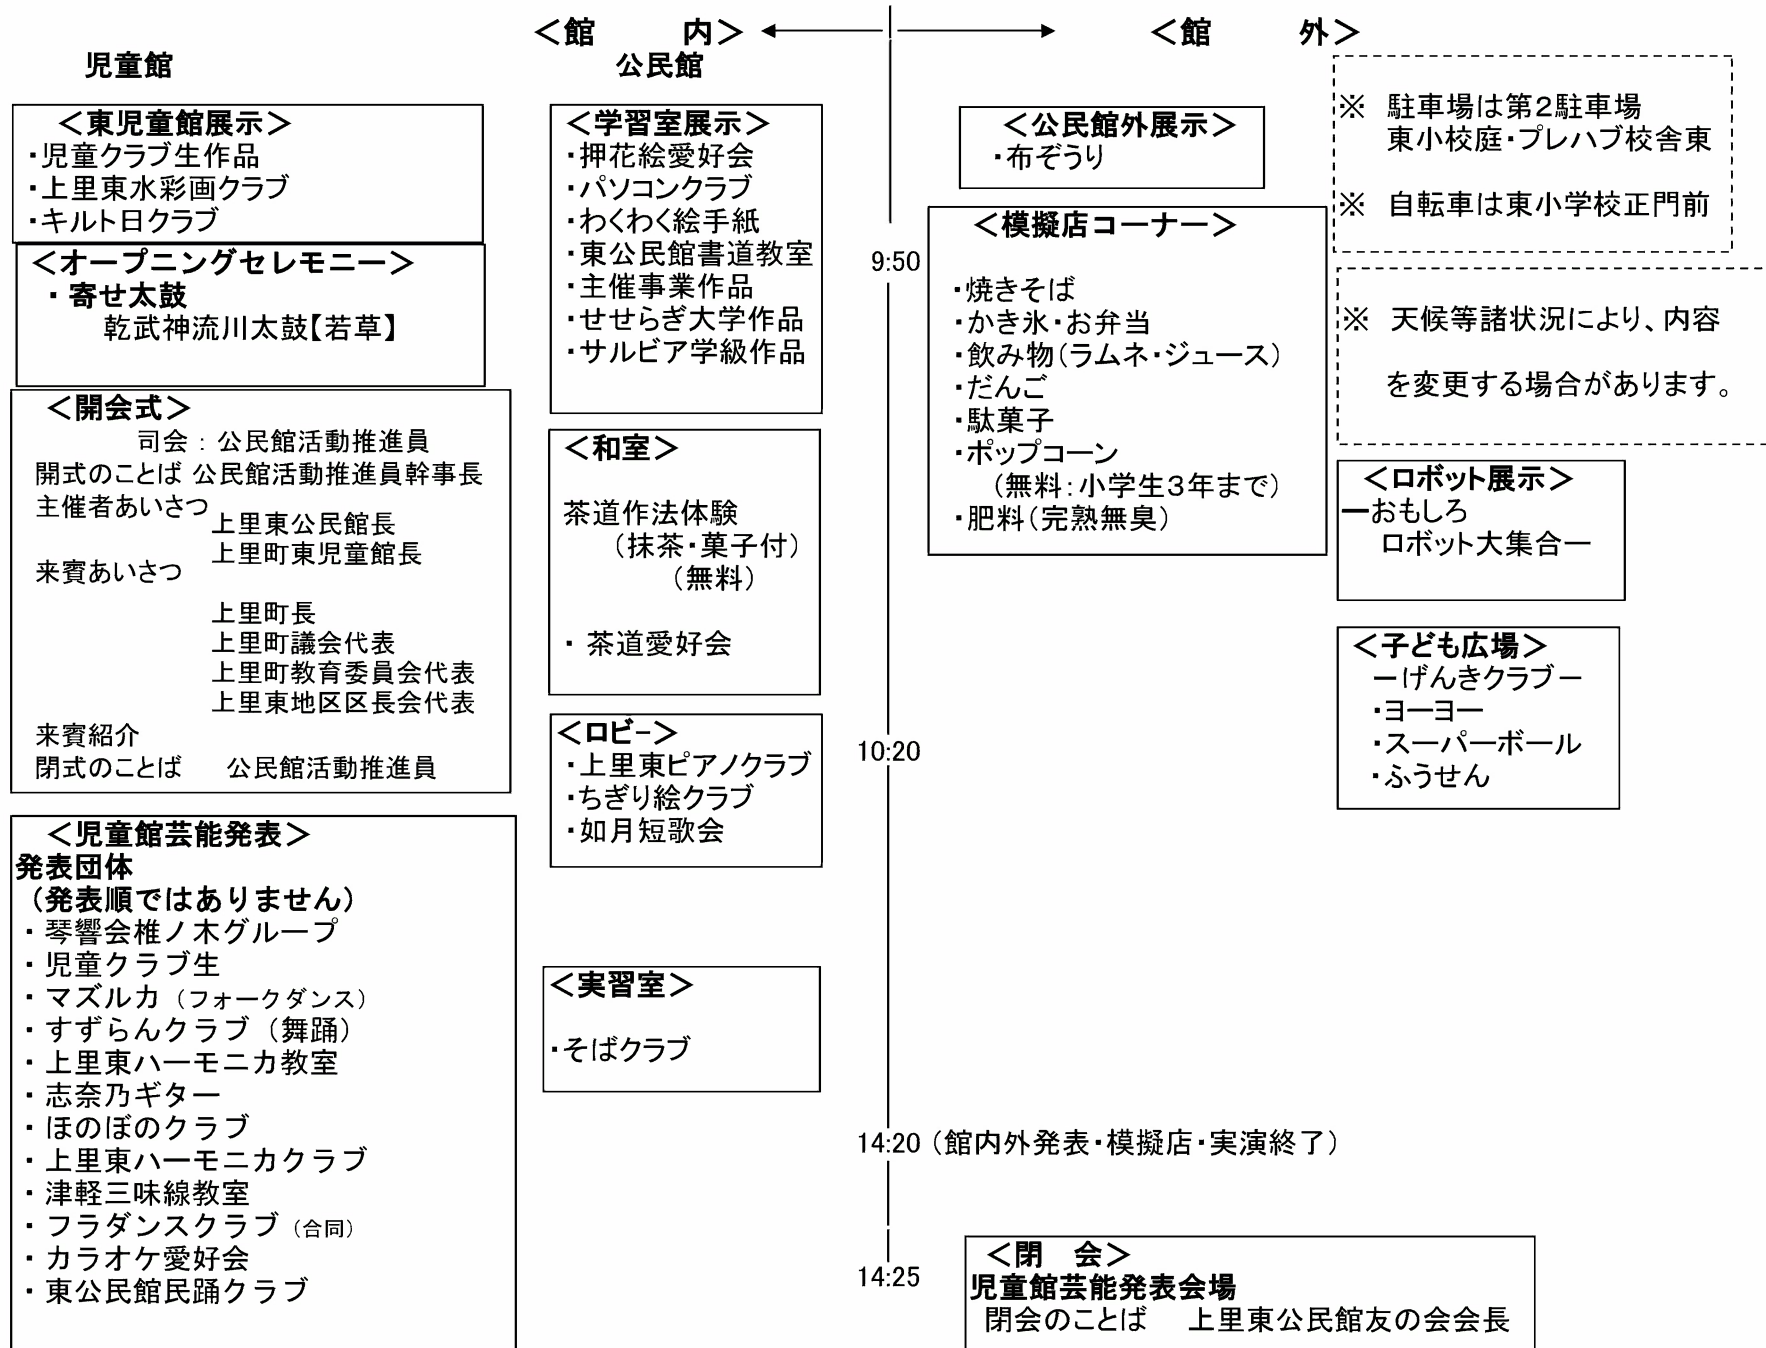 ＜館　　内＞
＜館　　外＞
児童館
公民館
＜東児童館展示＞
・児童クラブ生作品
・上里東水彩画クラブ
・キルト日クラブ
＜オープニングセレモニー＞
・寄せ太鼓
乾武神流川太鼓【若草】
＜開会式＞
司会：公民館活動推進員
開式のことば 公民館活動推進員幹事長
主催者あいさつ
上里東公民館長
上里町東児童館長
来賓あいさつ
上里町長
上里町議会代表
上里町教育委員会代表
上里東地区区長会代表
来賓紹介
閉式のことば　公民館活動推進員
＜児童館芸能発表＞
発表団体
（発表順ではありません）
・琴響会椎ノ木グループ
・児童クラブ生
・マズルカ（フォークダンス）
・すずらんクラブ（舞踊）
・上里東ハーモニカ教室
・志奈乃ギター
・ほのぼのクラブ
・上里東ハーモニカクラブ
・津軽三味線教室
・フラダンスクラブ（合同）
・カラオケ愛好会
・東公民館民踊クラブ
＜学習室展示＞
・押花絵愛好会
・パソコンクラブ
・わくわく絵手紙
・東公民館書道教室
・主催事業作品
・せせらぎ大学作品
・サルビア学級作品
＜和室＞
茶道作法体験
（抹茶・菓子付）
（無料）
・茶道愛好会
＜ロビ－＞
・上里東ピアノクラブ
・ちぎり絵クラブ
・如月短歌会
＜実習室＞
・そばクラブ
9:50
10:20
14:20（館内外発表・模擬店・実演終了）
14:25
＜公民館外展示＞
・布ぞうり
＜模擬店コーナー＞
・焼きそば
・かき氷・お弁当
・飲み物（ラムネ・ジュース）
・だんご
・駄菓子
・ポップコーン
（無料：小学生３年まで）
・肥料（完熟無臭）
※　駐車場は第２駐車場
東小校庭・プレハブ校舎東
※　自転車は東小学校正門前
※　天候等諸状況により、内容
を変更する場合があります。
＜ロボット展示＞
ーおもしろ
ロボット大集合ー
＜子ども広場＞
ーげんきクラブー
・ヨーヨー
・スーパーボール
・ふうせん
＜閉　会＞
児童館芸能発表会場
閉会のことば　上里東公民館友の会会長